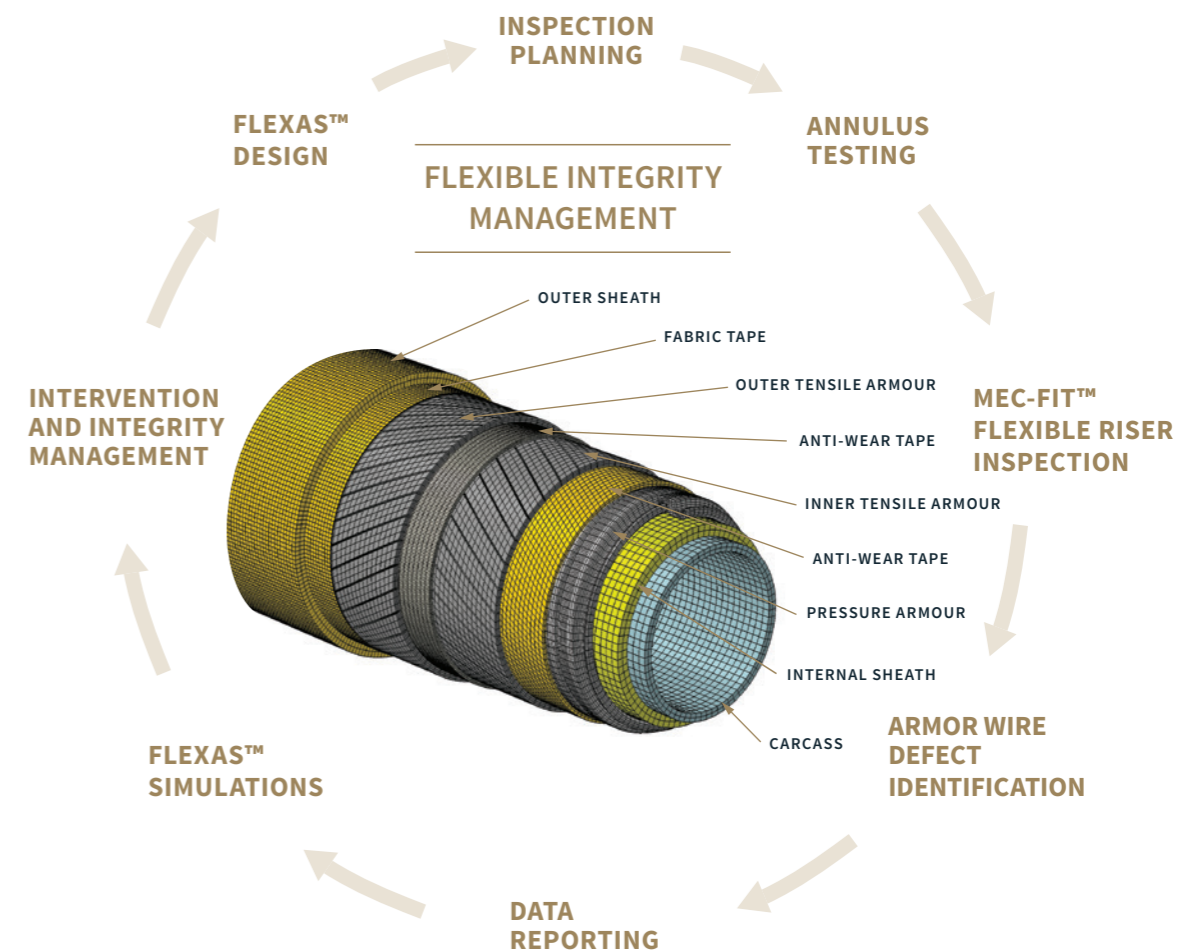 INSPECTION
PLANNING
FLEXAS™
DESIGN
ANNULUS
TESTING
FLEXIBLE INTEGRITY
MANAGEMENT
OUTER SHEATH
FABRIC TAPE
OUTER TENSILE ARMOUR
ANTI-WEAR TAPE
INNER TENSILE ARMOUR
ANTI-WEAR TAPE
PRESSURE ARMOUR
INTERNAL SHEATH
CARCASS
INTERVENTION
AND INTEGRITY
MANAGEMENT
MEC-FIT™
FLEXIBLE RISER
INSPECTION
ARMOR WIRE
DEFECT
IDENTIFICATION
FLEXAS™
SIMULATIONS
DATA
REPORTING